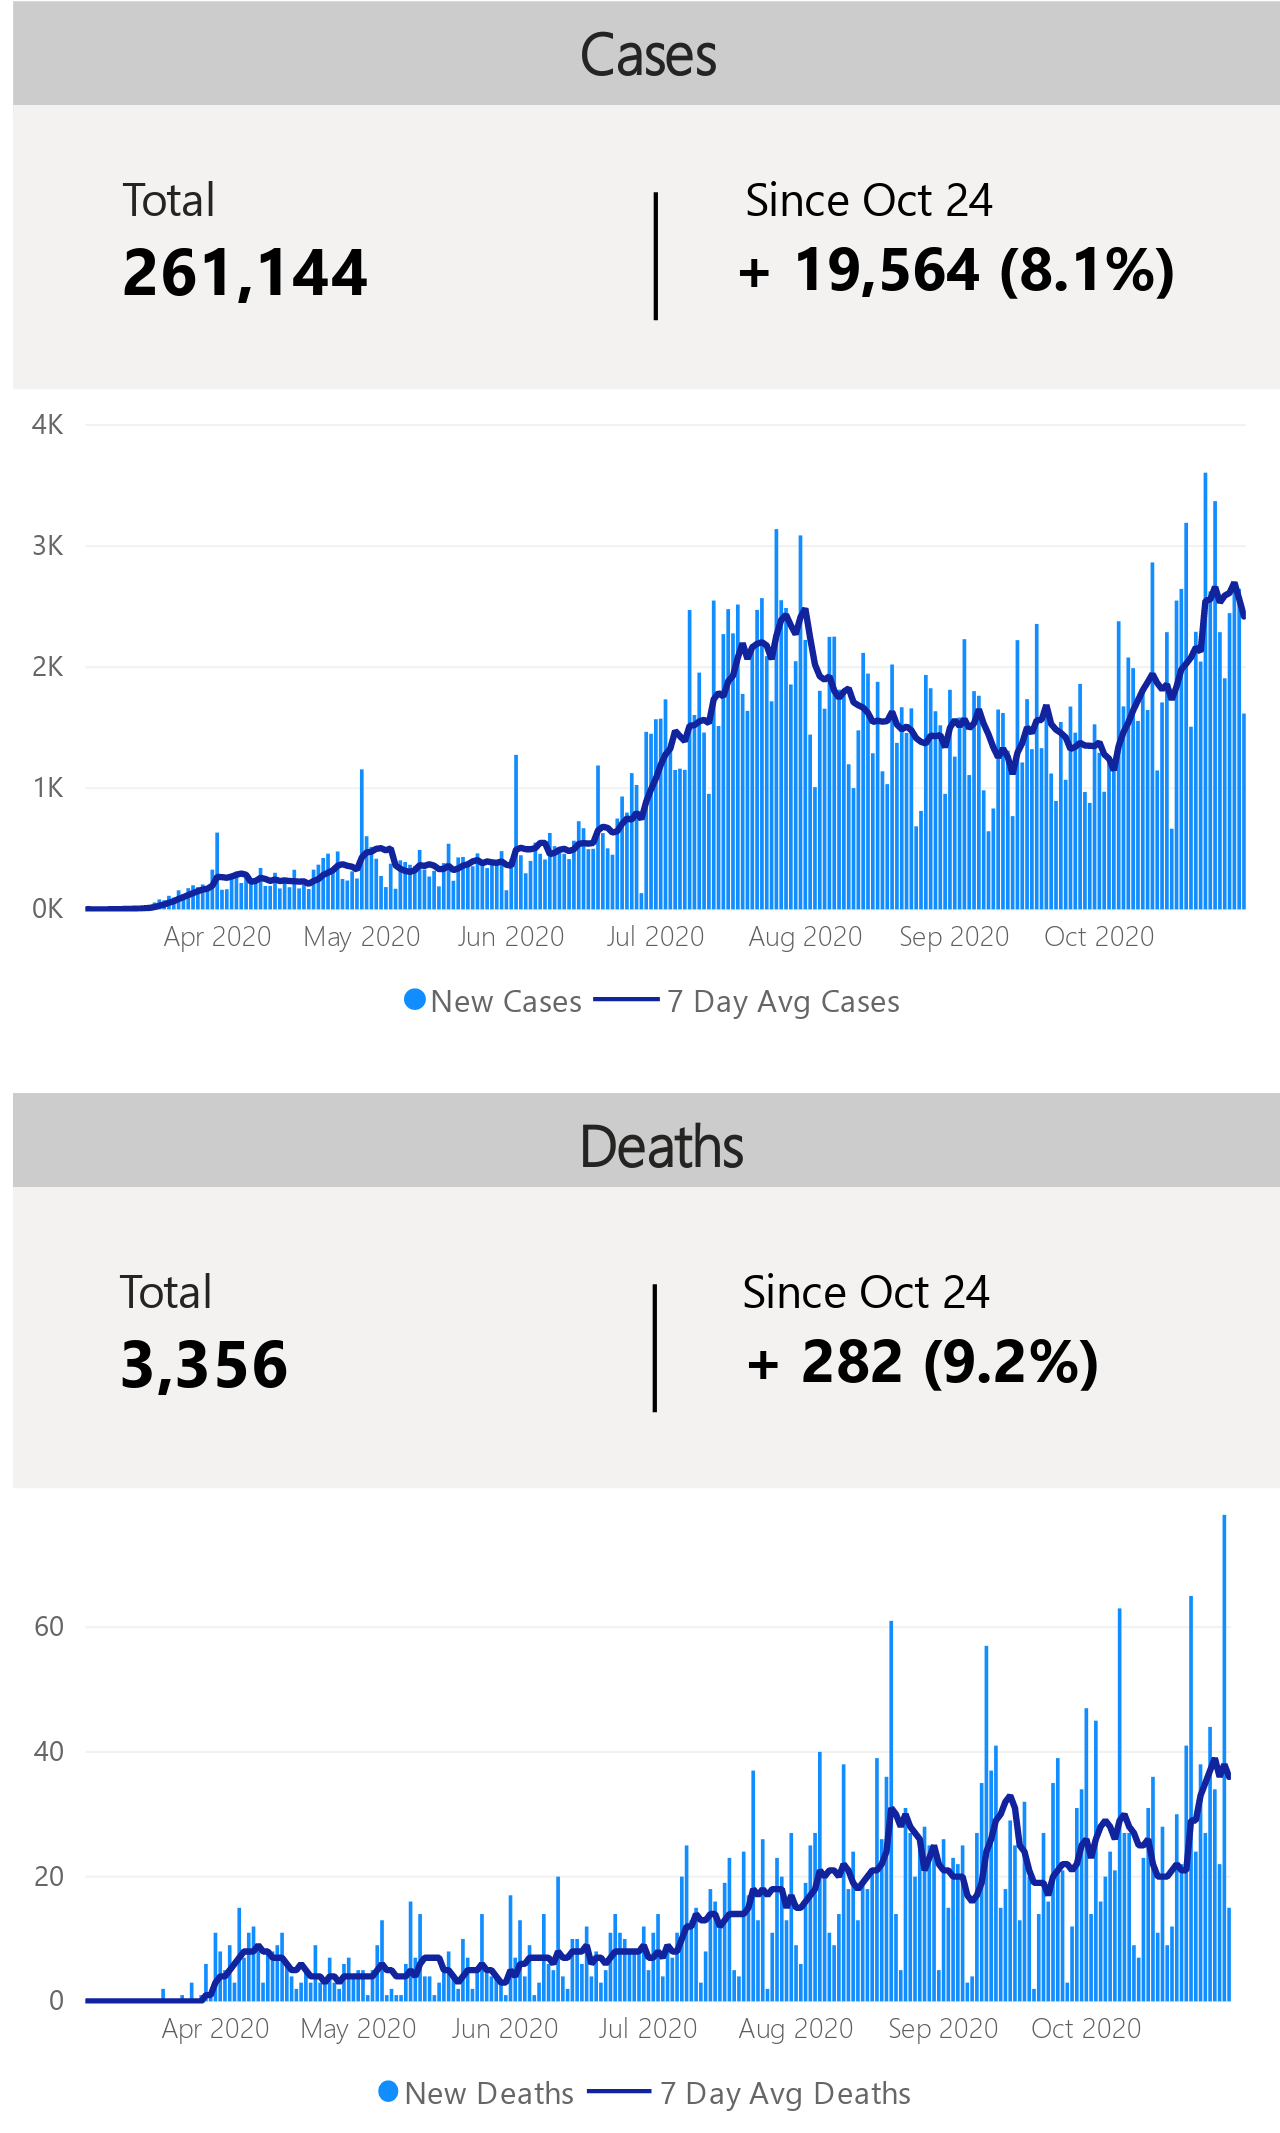 Cases
Total
Since Oct 24
261,144
+ 19,564 (8.1%)
4K
3K
2K
1K
0K
Apr 2020
May 2020
Jun 2020
Jul 2020
Aug 2020
Sep 2020
Oct 2020
New Cases
7 Day Avg Cases
Deaths
Total
Since Oct 24
3,356
+ 282 (9.2%)
60
40
20
0
Apr 2020
May 2020
Jun 2020
Jul 2020
Aug 2020
Sep 2020
Oct 2020
New Deaths
7 Day Avg Deaths